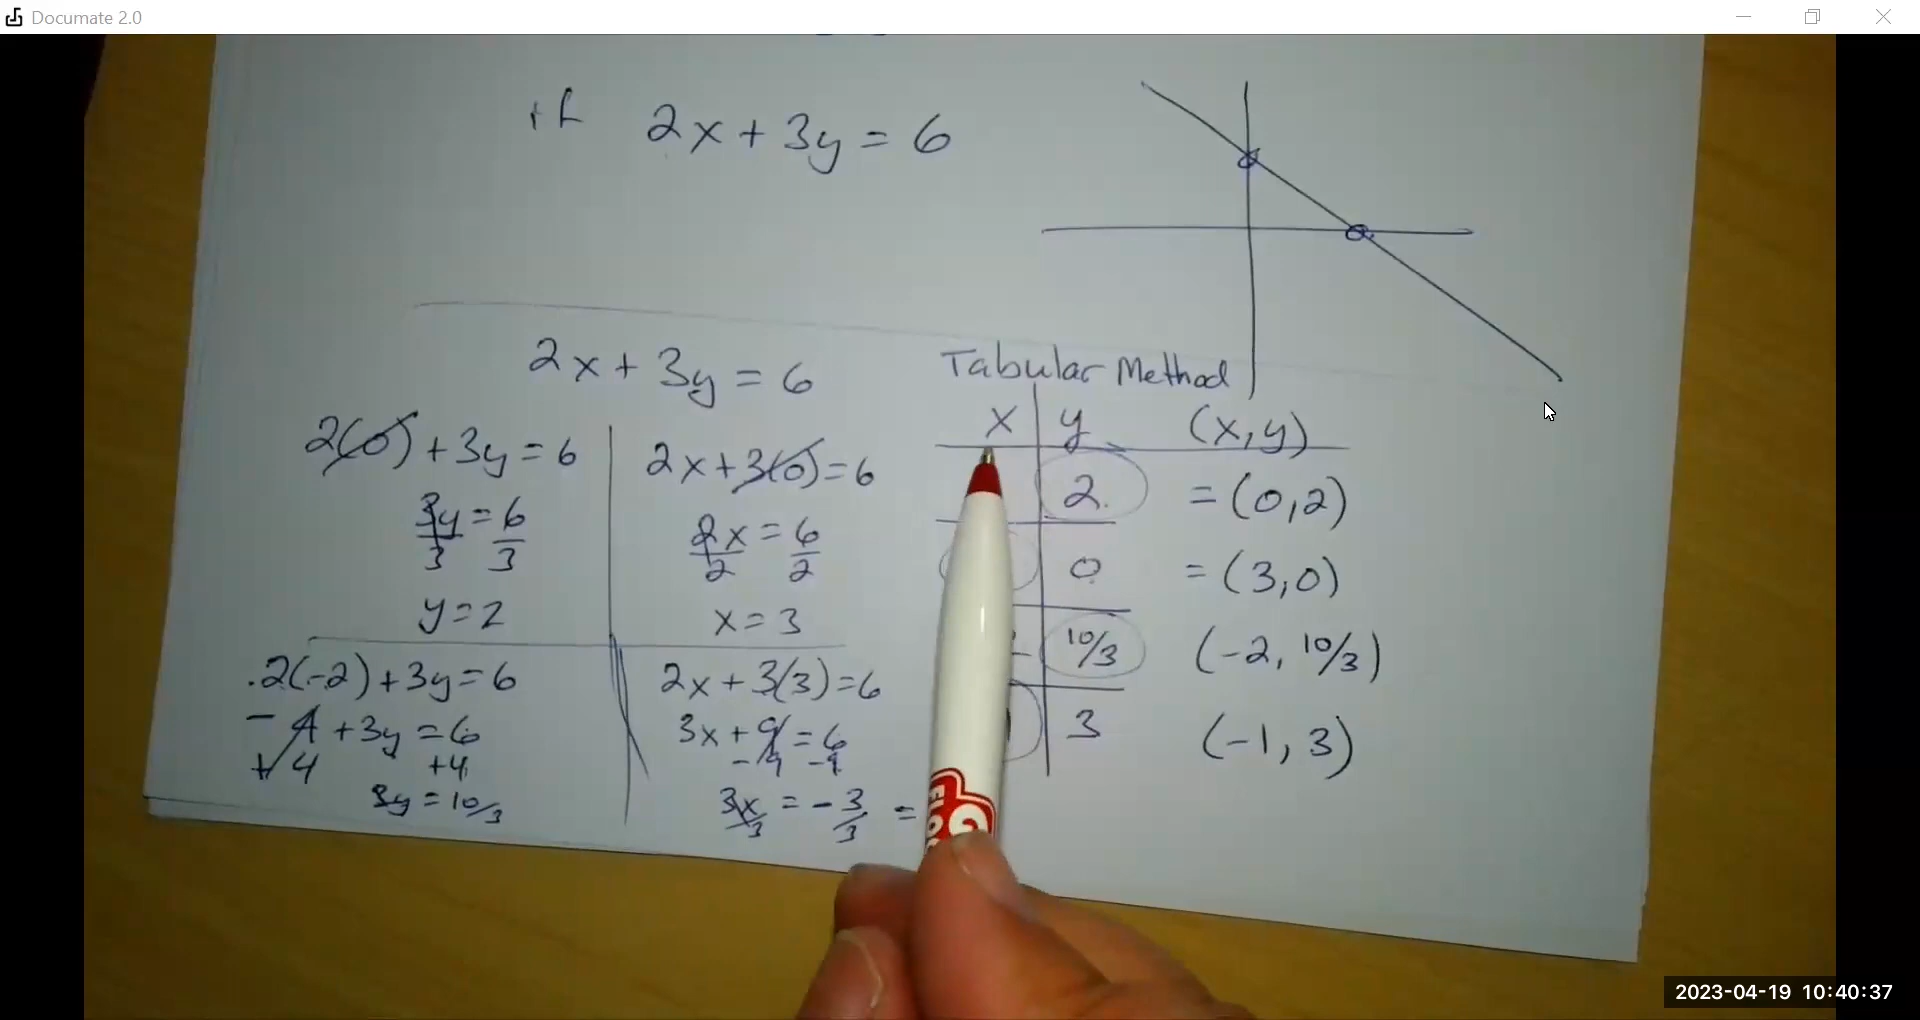 Documate 2.0
if 2x + 3y = 6
2x + 3y = 6
2(0) + 3y = 6
3y = 6
3 3
y = 2
2x + 3(0) = 6
2x = 6
2 2
x = 3
.2(-2) + 3y = 6
- 4 + 3y = 6
+ 4 +4
3y = 10/3
2x + 3(3) = 6
3x + 9 = 6
-9 -9
3x/3 = - 3/3 =
Tabular Method
x y (x, y)
2. = (0, 2)
0 = (3, 0)
10/3 (-2, 10/3)
3 (-1, 3)
2023-04-19 10:40:37